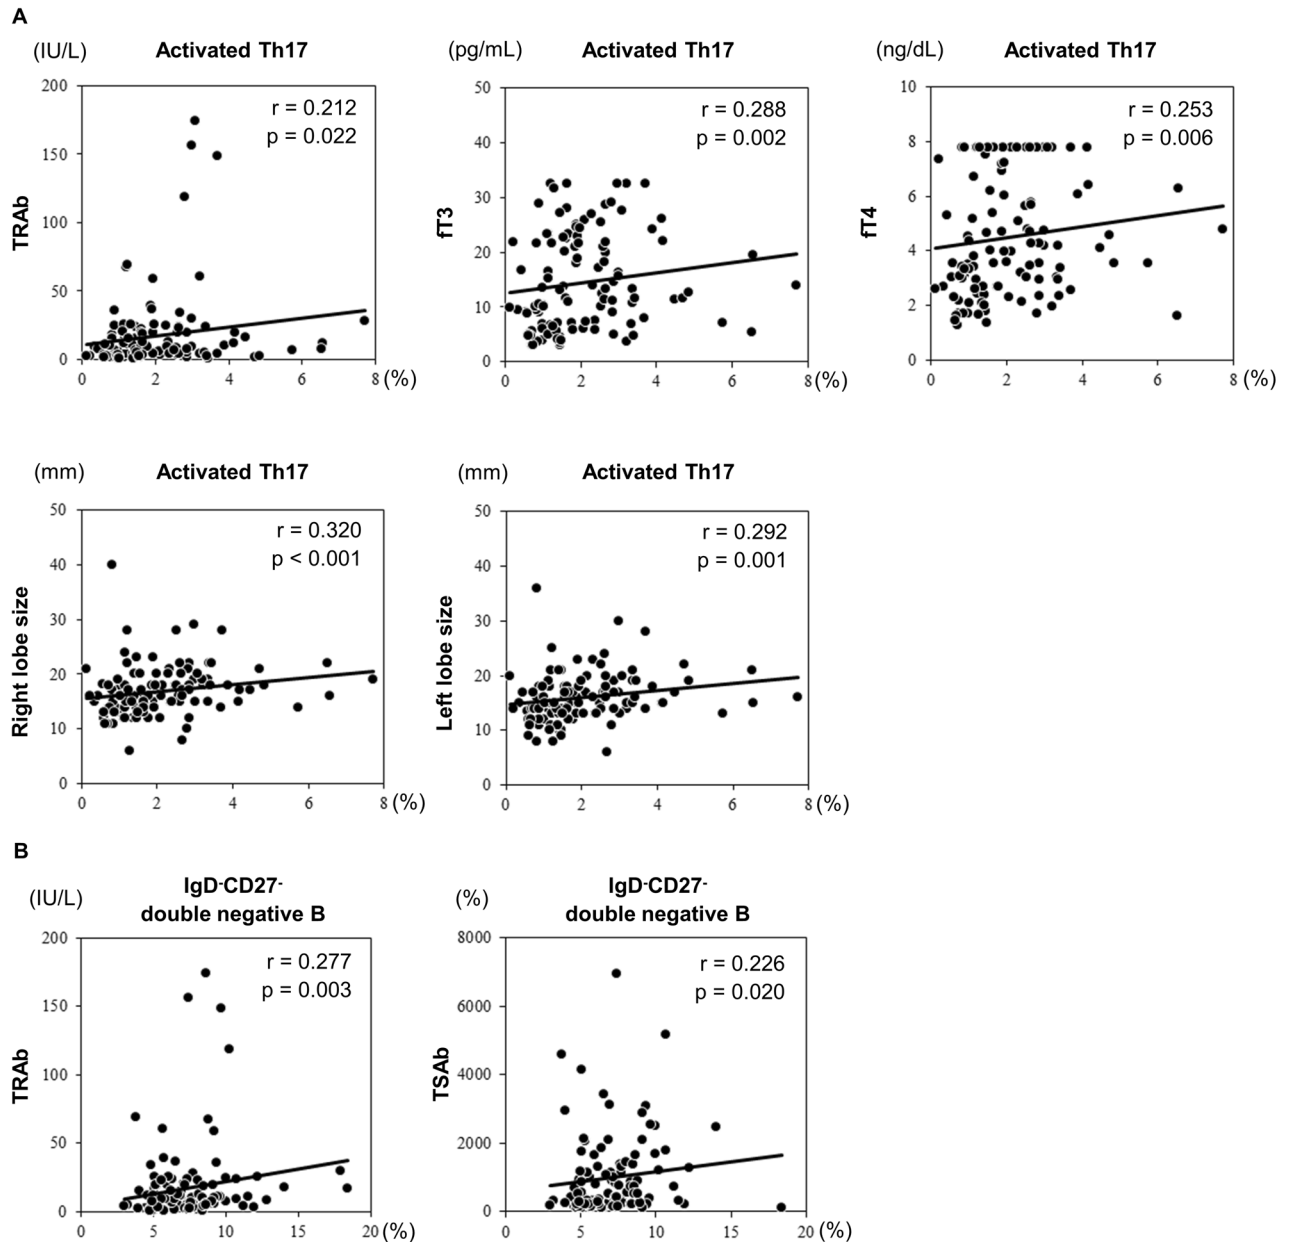 A
(IU/L) Activated Th17
r = 0.212
p = 0.022
TRAb
200
150
100
50
0
0 2 4 6 8 (%)
(pg/mL) Activated Th17
r = 0.288
p = 0.002
fT3
50
40
30
20
10
0
0 2 4 6 8 (%)
(ng/dL) Activated Th17
r = 0.253
p = 0.006
fT4
10
8
6
4
2
0
0 2 4 6 8 (%)
(mm) Activated Th17
r = 0.320
p < 0.001
Right lobe size
50
40
30
20
10
0
0 2 4 6 8 (%)
(mm) Activated Th17
r = 0.292
p = 0.001
Left lobe size
50
40
30
20
10
0
0 2 4 6 8 (%)
B
IgD-CD27-
(IU/L) double negative B
r = 0.277
p = 0.003
TRAb
200
150
100
50
0
0 5 10 15 20 (%)
IgD-CD27-
(%) double negative B
r = 0.226
p = 0.020
TSAb
8000
6000
4000
2000
0
0 5 10 15 20 (%)